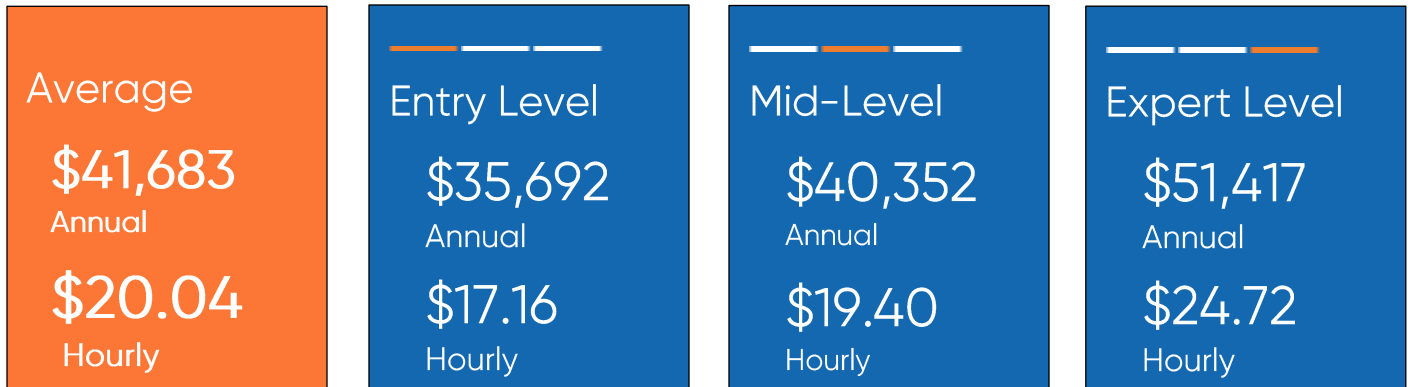 Average
$41,683
Annual
$20.04
Hourly
Entry Level
$35,692
Annual
$17.16
Hourly
Mid-Level
$40,352
Annual
$19.40
Hourly
Expert Level
$51,417
Annual
$24.72
Hourly